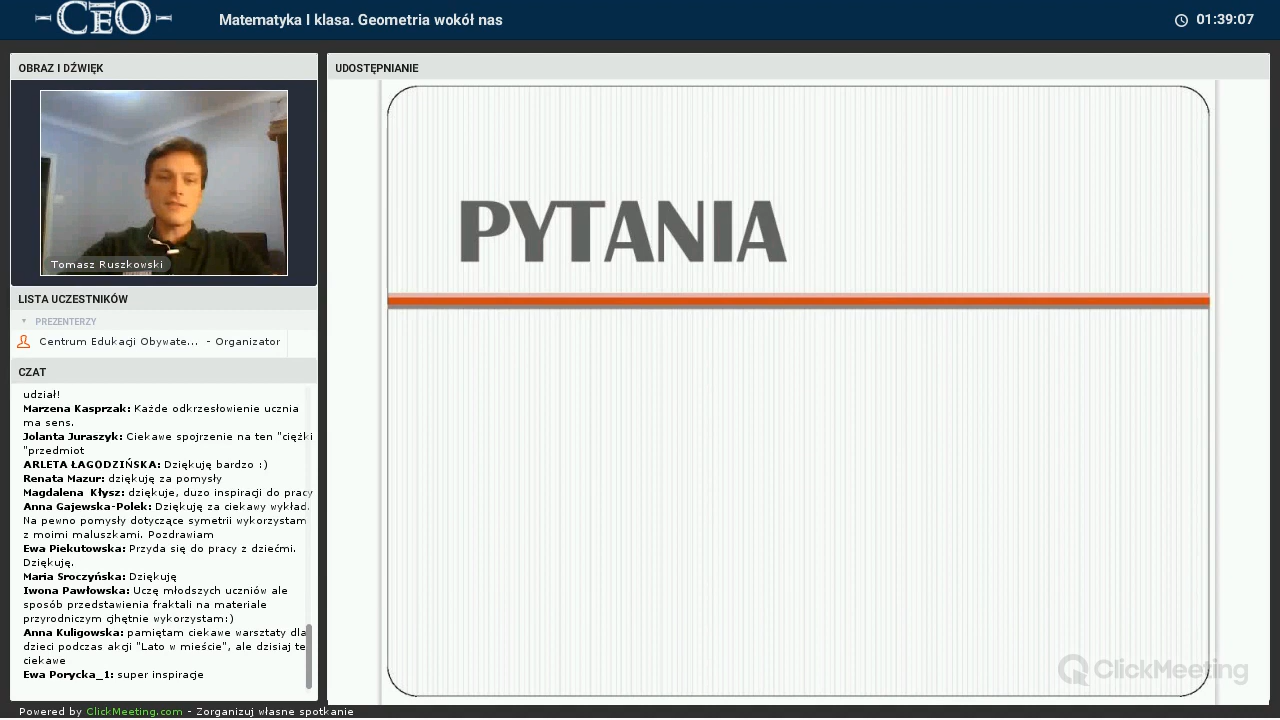 CEO
Matematyka I klasa. Geometria wokół nas
01:39:07
OBRAZ I DŹWIĘK
Tomasz Ruszkowski
LISTA UCZESTNIKÓW
PREZENTERZY
Centrum Edukacji Obywate... - Organizator
CZAT
udział!
Marzena Kasprzak: Każde odkrzesłowienie ucznia
ma sens.
Jolanta Juraszyk: Ciekawe spojrzenie na ten "ciężki
"przedmiot
ARLETA ŁAGODZIŃSKA: Dziękuję bardzo :)
Renata Mazur: dziękuję za pomysły
Magdalena Kłysz: dziękuje, duzo inspiracji do pracy
Anna Gajewska-Polek: Dziękuję za ciekawy wykład.
Na pewno pomysły dotyczące symetrii wykorzystam
z moimi maluszkami. Pozdrawiam
Ewa Piekutowska: Przyda się do pracy z dziećmi.
Dziękuję.
Maria Sroczyńska: Dziękuję
Iwona Pawłowska: Uczę młodszych uczniów ale
sposób przedstawienia fraktali na materiale
przyrodniczym chętnie wykorzystam:)
Anna Kuligowska: pamiętam ciekawe warsztaty dla
dzieci podczas akcji "Lato w mieście", ale dzisiaj te
ciekawe
Ewa Porycka_1: super inspiracje
UDOSTĘPNIANIE
PYTANIA
ClickMeeting
Powered by ClickMeeting.com - Zorganizuj własne spotkanie